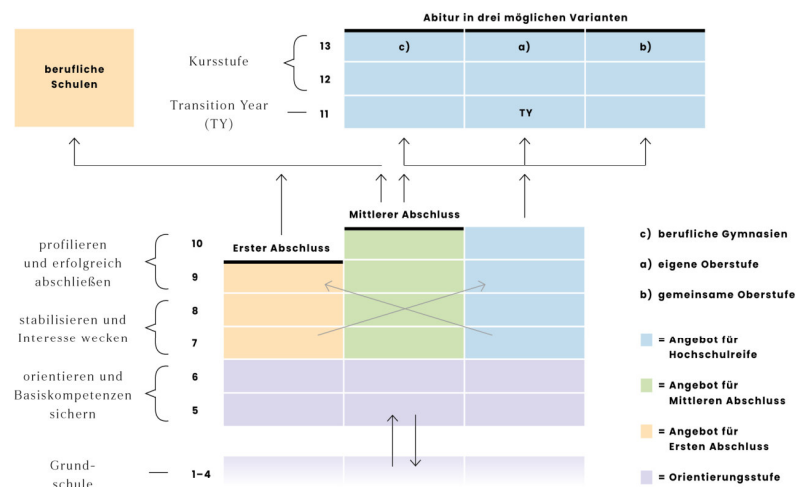 Abitur in drei möglichen Varianten
berufliche
Schulen
Kursstufe
13
c)
a)
b)
12
Transition Year
(TY)
11
TY
Mittlerer Abschluss
Erster Abschluss
profilieren
und erfolgreich
abschließen
10
9
stabilisieren und
Interesse wecken
8
7
orientieren und
Basiskompetenzen
sichern
6
5
Grund-
schule
1–4
c) berufliche Gymnasien
a) eigene Oberstufe
b) gemeinsame Oberstufe
= Angebot für
Hochschulreife
= Angebot für
Mittleren Abschluss
= Angebot für
Ersten Abschluss
= Orientierungsstufe